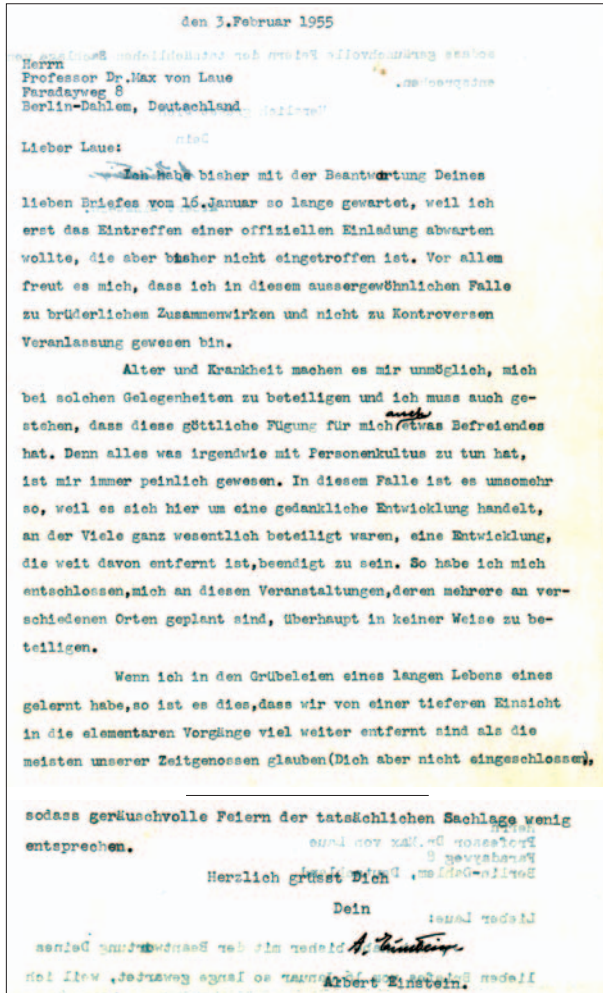 den 3.Februar 1955
Herrn
Professor Dr.Max von Laue
Faradayweg 8
Berlin-Dahlem, Deutschland
Lieber Laue:
Ich habe bisher mit der Beantwortung Deines
lieben Briefes vom 16.Januar so lange gewartet, weil ich
erst das Eintreffen einer offiziellen Einladung abwarten
wollte, die aber bisher nicht eingetroffen ist. Vor allem
freut es mich, dass ich in diesem aussergewöhnlichen Falle
zu brüderlichem Zusammenwirken und nicht zu Kontroversen
Veranlassung gewesen bin.
Alter und Krankheit machen es mir unmöglich, mich
bei solchen Gelegenheiten zu beteiligen und ich muss auch ge-
stehen, dass diese göttliche Fügung für mich auch etwas Befreiendes
hat. Denn alles was irgendwie mit Personenkultus zu tun hat,
ist mir immer peinlich gewesen. In diesem Falle ist es umsomehr
so, weil es sich hier um eine gedankliche Entwicklung handelt,
an der Viele ganz wesentlich beteiligt waren, eine Entwicklung,
die weit davon entfernt ist,beendigt zu sein. So habe ich mich
entschlossen,mich an diesen Veranstaltungen,deren mehrere an ver-
schiedenen Orten geplant sind, überhaupt in keiner Weise zu be-
teiligen.
Wenn ich in den Grübeleien eines langen Lebens eines
gelernt habe,so ist es dies,dass wir von einer tieferen Einsicht
in die elementaren Vorgänge viel weiter entfernt sind als die
meisten unserer Zeitgenossen glauben(Dich aber nicht eingeschlossen),
sodass geräuschvolle Feiern der tatsächlichen Sachlage wenig
entsprechen.
Herzlich grüsst Dich
Dein
A. Einstein
Albert Einstein.